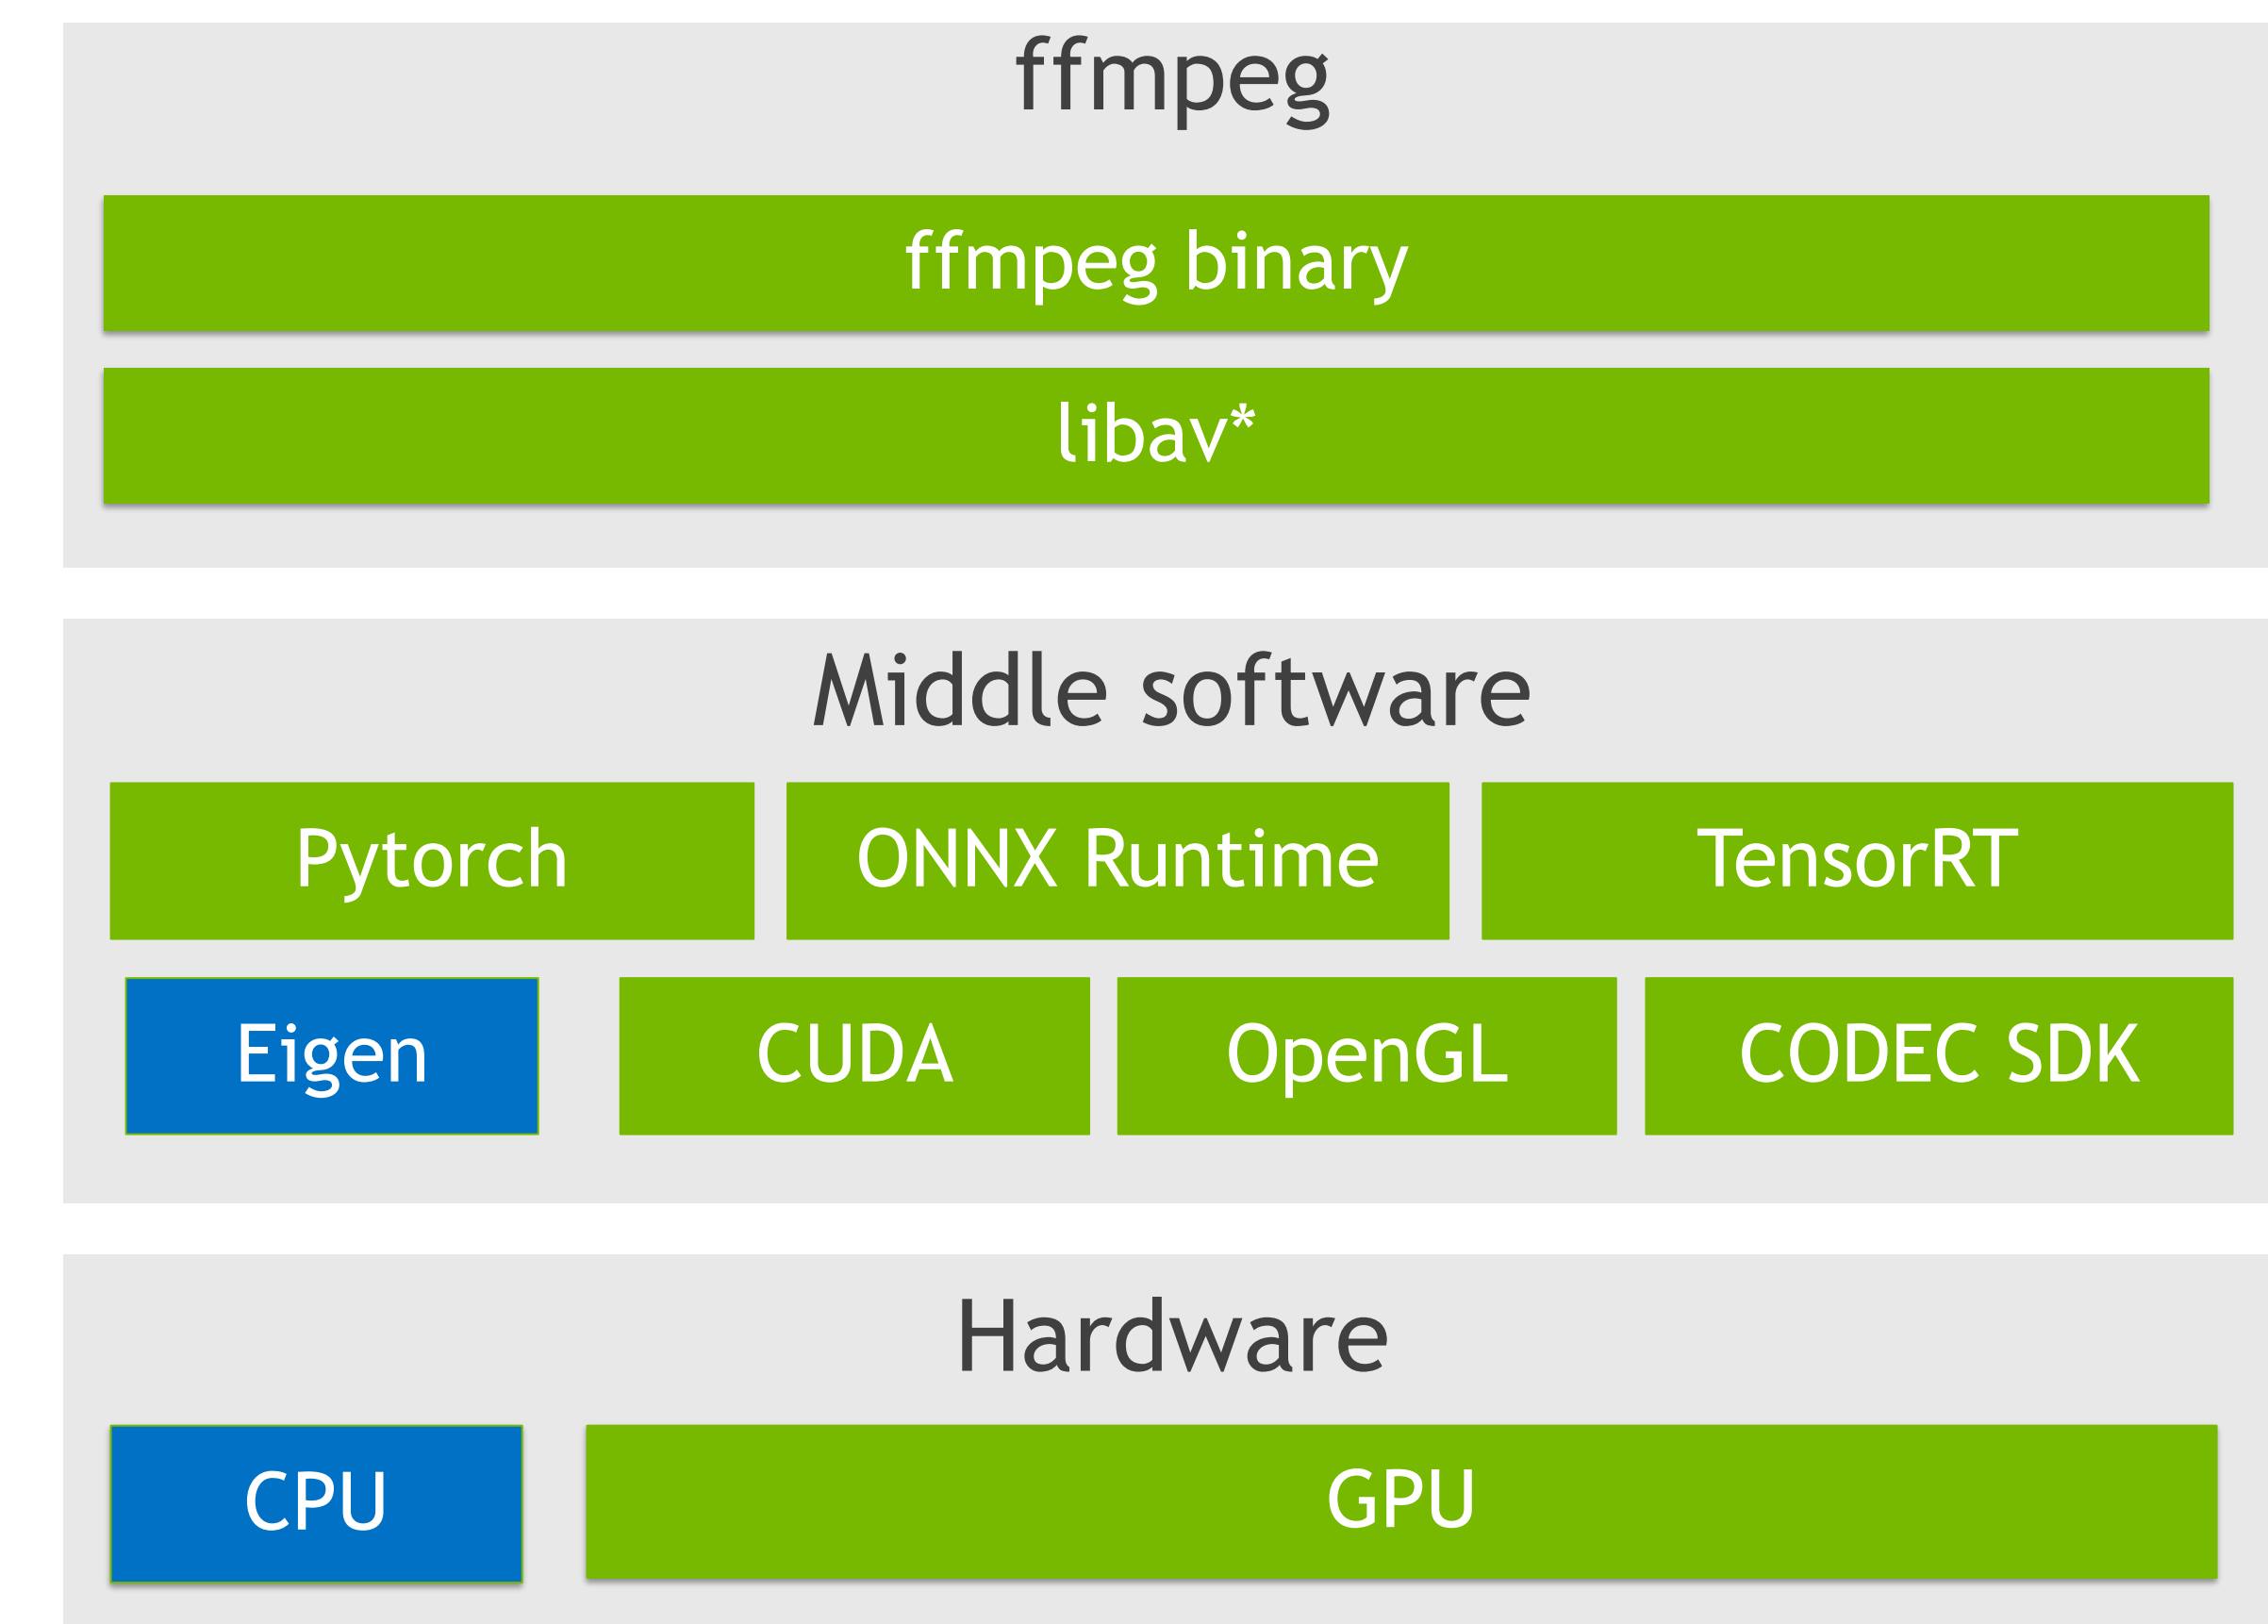 ffmpeg
ffmpeg binary
libav*
Middle software
Pytorch
ONNX Runtime
TensorRT
Eigen
CUDA
OpenGL
CODEC SDK
Hardware
CPU
GPU